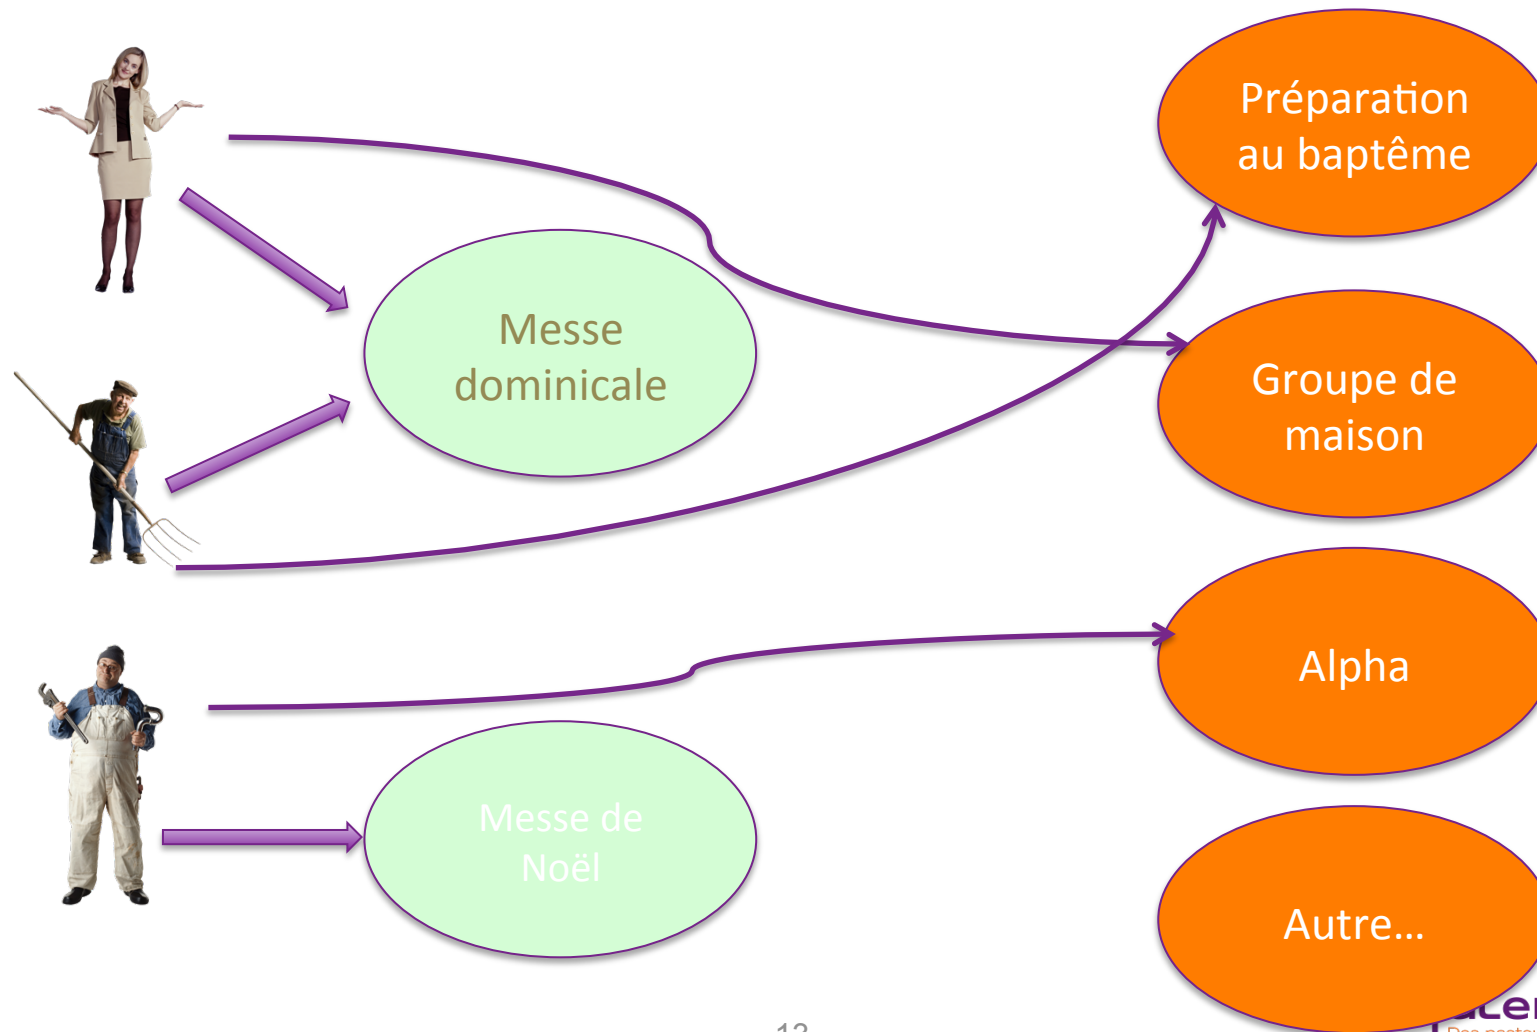 Préparation
au baptême
Messe
dominicale
Groupe de
maison
Alpha
Messe de
Noël
Autre...